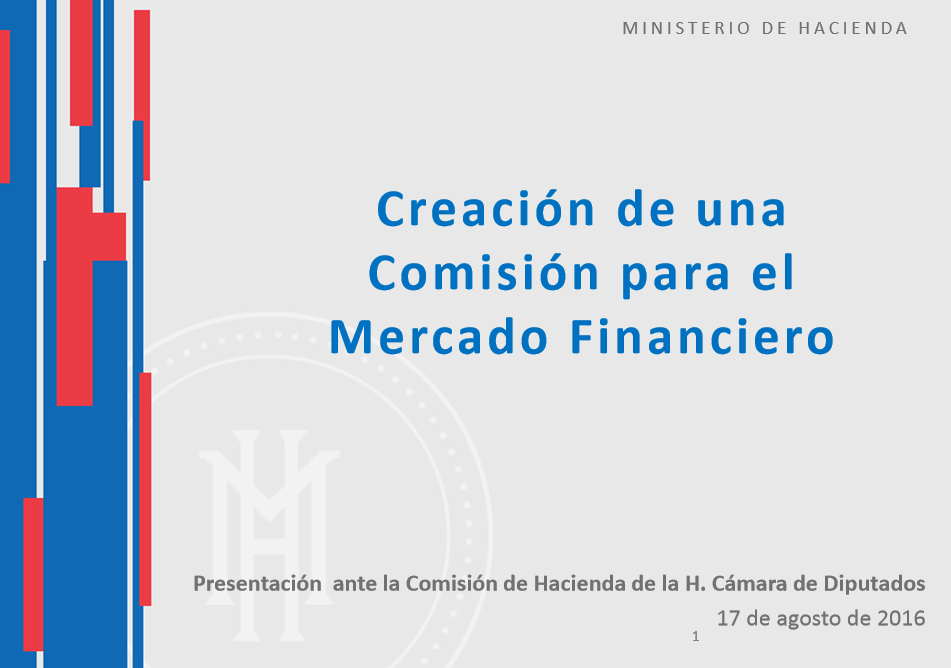 MINISTERIO DE HACIENDA
Creación de una
Comisión para el
Mercado Financiero
MH
Presentación ante la Comisión de Hacienda de la H. Cámara de Diputados
17 de agosto de 2016
1